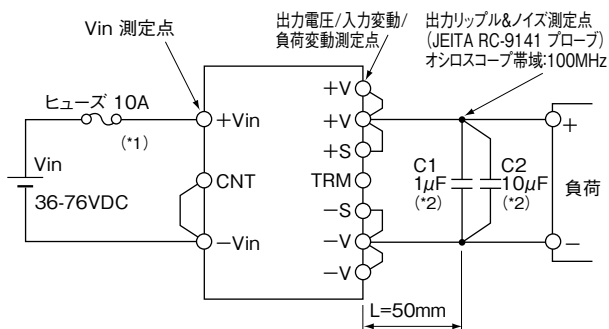 Vin 測定点
出力電圧/入力変動/
負荷変動測定点
出力リップル&ノイズ測定点
(JEITA RC-9141 プローブ)
オシロスコープ帯域:100MHz
ヒューズ 10A
(*1)
+Vin
CNT
−Vin
Vin
36-76VDC
+V
+V
+S
TRM
−S
−V
−V
C1
1μF
(*2)
C2
10μF
(*2)
+
負荷
−
L=50mm